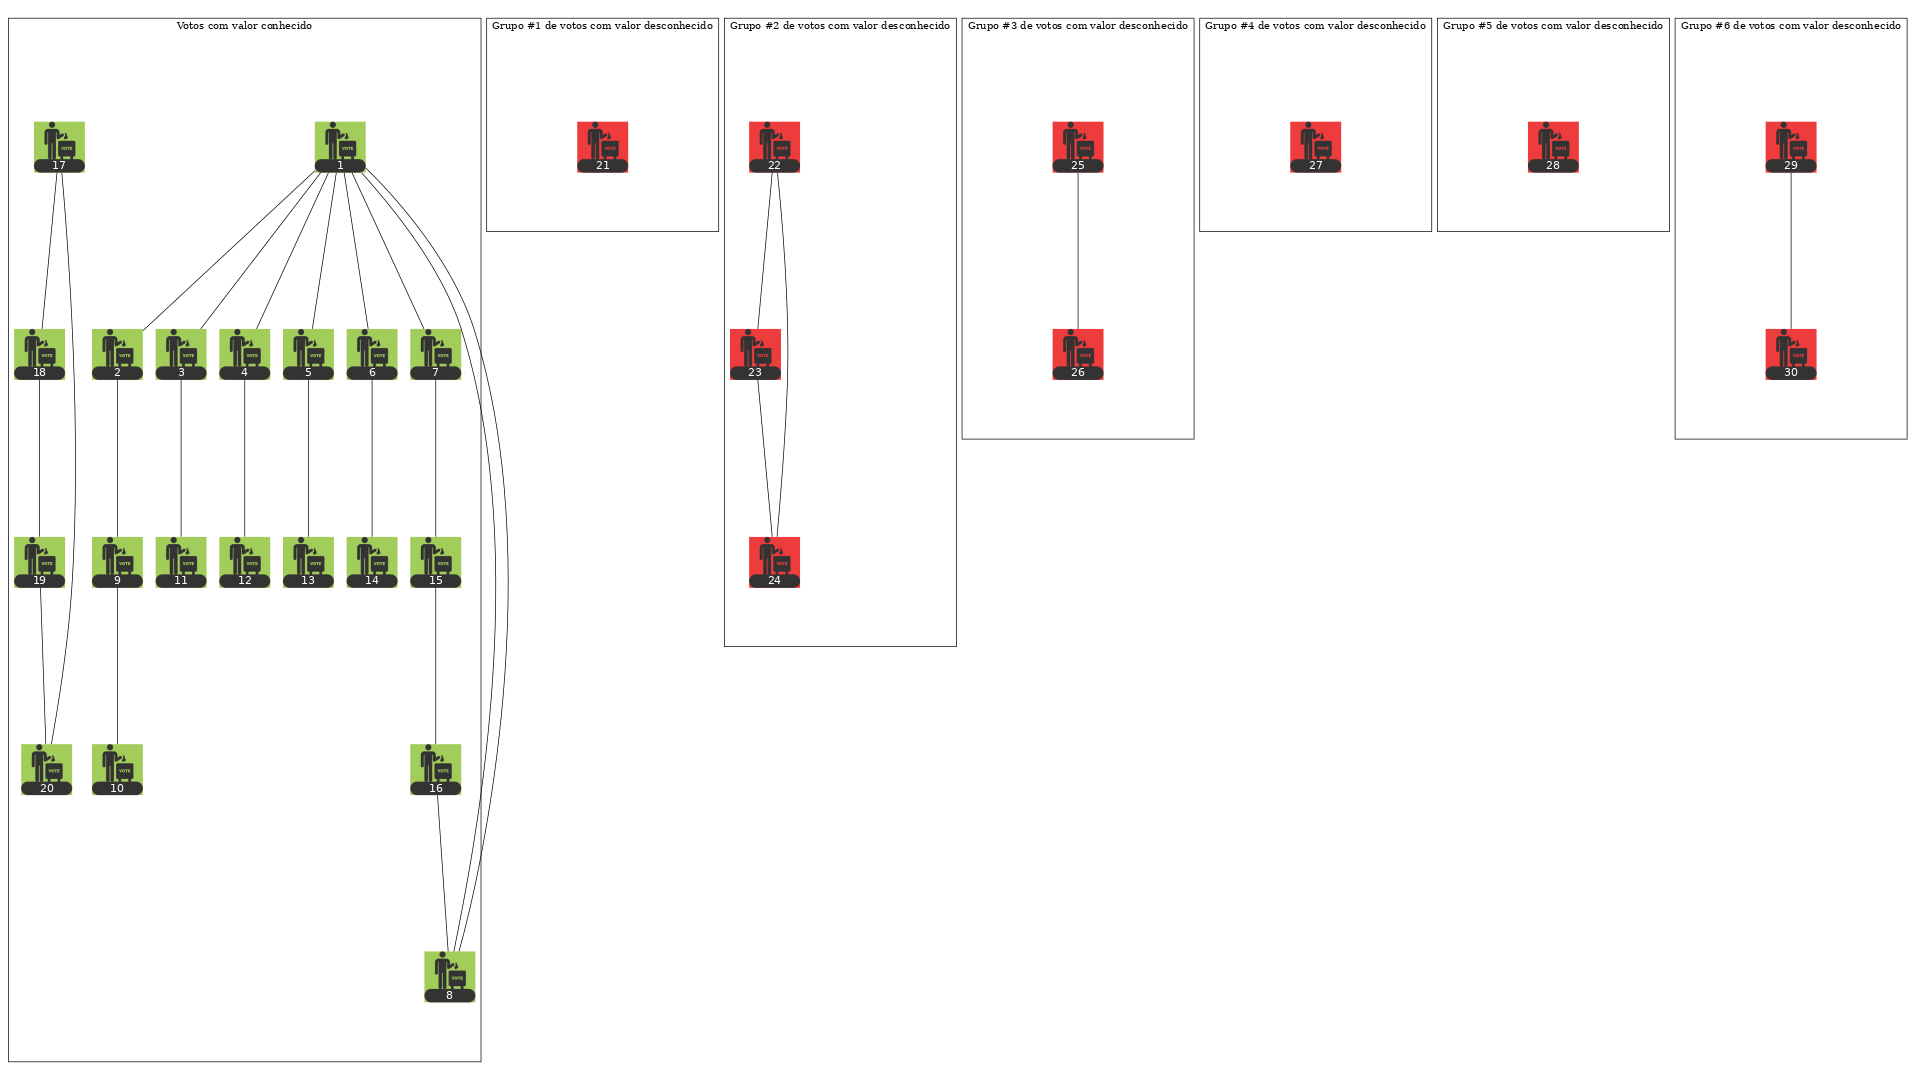 Votos com valor conhecido
Grupo #1 de votos com valor desconhecido
Grupo #2 de votos com valor desconhecido
Grupo #3 de votos com valor desconhecido
Grupo #4 de votos com valor desconhecido
Grupo #5 de votos com valor desconhecido
Grupo #6 de votos com valor desconhecido
VOTE
17
VOTE
1
VOTE
21
VOTE
22
VOTE
25
VOTE
27
VOTE
28
VOTE
29
VOTE
18
VOTE
2
VOTE
3
VOTE
4
VOTE
5
VOTE
6
VOTE
7
VOTE
23
VOTE
26
VOTE
30
VOTE
19
VOTE
9
VOTE
11
VOTE
12
VOTE
13
VOTE
14
VOTE
15
VOTE
24
VOTE
20
VOTE
10
VOTE
16
VOTE
8